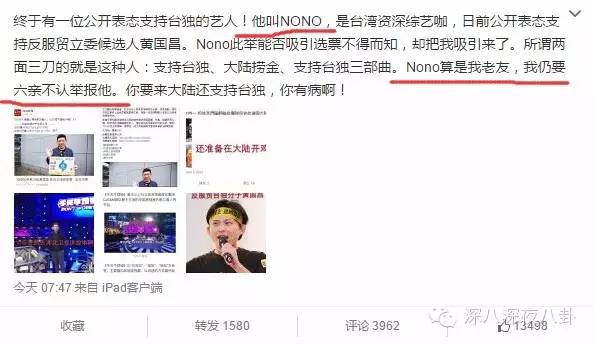 终于有一位公开表态支持台独的艺人！他叫NONO，是台湾资深综艺咖，日前公开表态
支持反服贸立委候选人黄国昌。Nono此举能否吸引选票不得而知，却把我吸引来了。所谓两
面三刀的就是这种人：支持台独、大陆捞金、支持台独三部曲。Nono算是我老友，我仍要
六亲不认举报他。你要来大陆还支持台独，你有病啊！
还准备在大陆开
反服贸台独分子黄国昌
今天 07:47 来自 iPad客户端
收藏
转发 1580
评论 3962
13498
深八深夜八卦